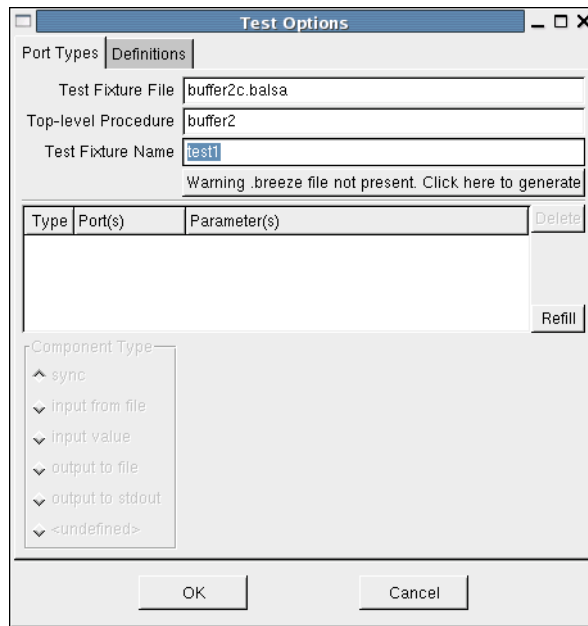 Test Options
Port Types Definitions
Test Fixture File buffer2c.balsa
Top-level Procedure buffer2
Test Fixture Name test1
Warning .breeze file not present. Click here to generate
Type Port(s) Parameter(s) Delete
Refill
Component Type
sync
input from file
input value
output to file
output to stdout
<undefined>
OK Cancel